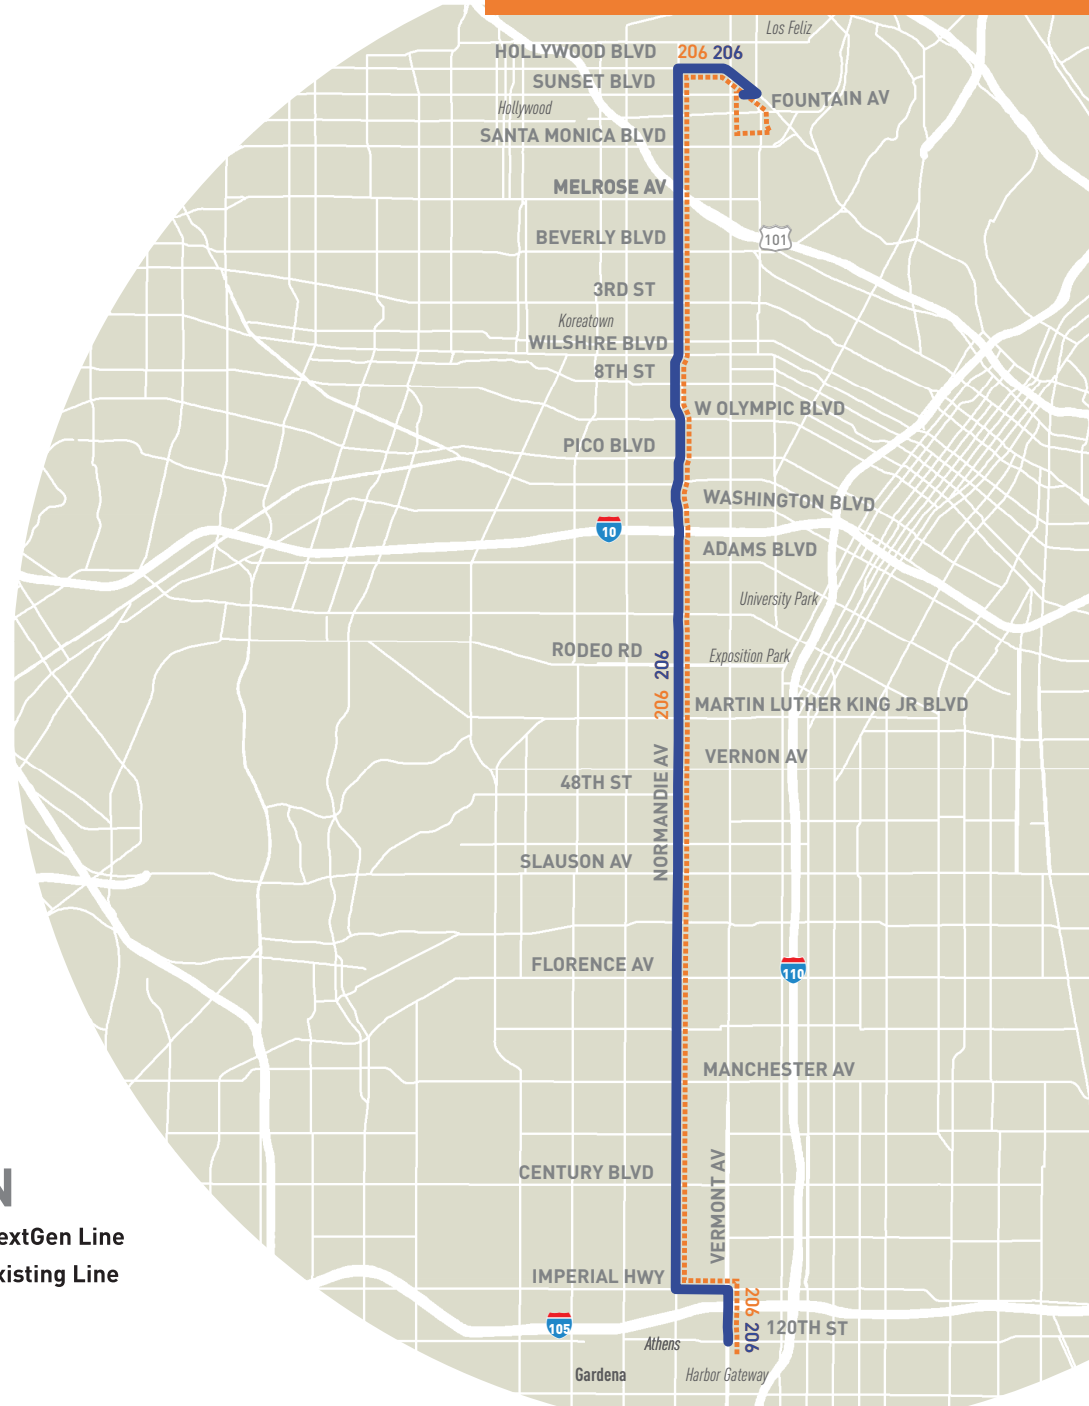 Los Feliz
HOLLYWOOD BLVD 206 206
SUNSET BLVD
FOUNTAIN AV
Hollywood
SANTA MONICA BLVD
MELROSE AV
BEVERLY BLVD
101
3RD ST
Koreatown
WILSHIRE BLVD
8TH ST
W OLYMPIC BLVD
PICO BLVD
WASHINGTON BLVD
10
ADAMS BLVD
University Park
RODEO RD
206 206
Exposition Park
MARTIN LUTHER KING JR BLVD
NORMANDIE AV
VERNON AV
48TH ST
SLAUSON AV
FLORENCE AV
110
MANCHESTER AV
VERMONT AV
CENTURY BLVD
N
extGen Line
xisting Line
IMPERIAL HWY
206 206
105
120TH ST
Athens
Gardena
Harbor Gateway